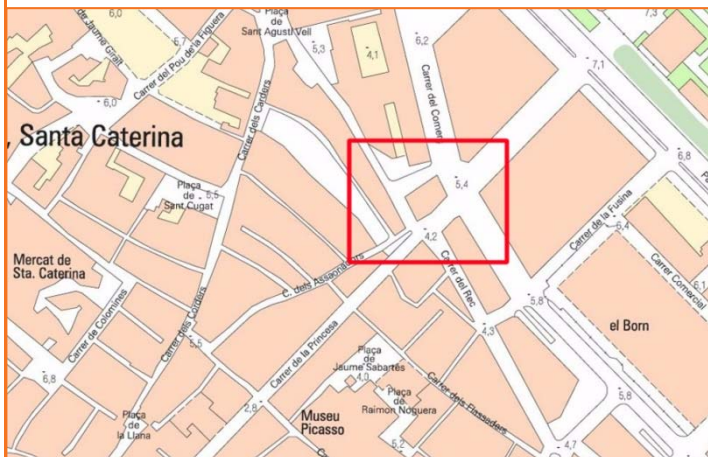 6,0
Plaça
de
Sant Agustí Vell
de Jaume Giralt
5,7
Carrer del Pou de la Figuera
5,3
4,1
6,2
7,3
7,1
6,0
Carrer dels Carders
, Santa Caterina
Plaça
de
Sant Cugat
5,5
5,4
6,8
Carrer de la Fusina
6,4
4,2
Mercat de
Sta. Caterina
Carrer del Rec
Carrer Comercial
6,1
C. dels Assaonadors
Carrer de Colomines
Carrer dels Corders
5,8
el Born
5,5
4,3
Carrer de la Princesa
Plaça
de
Jaume Sabartés
4,0
6,8
Carrer dels Flassaders
5,8
Plaça
de
Raimon Noguera
2,8
Plaça
de
la Llana
Museu
Picasso
5,2
4,7